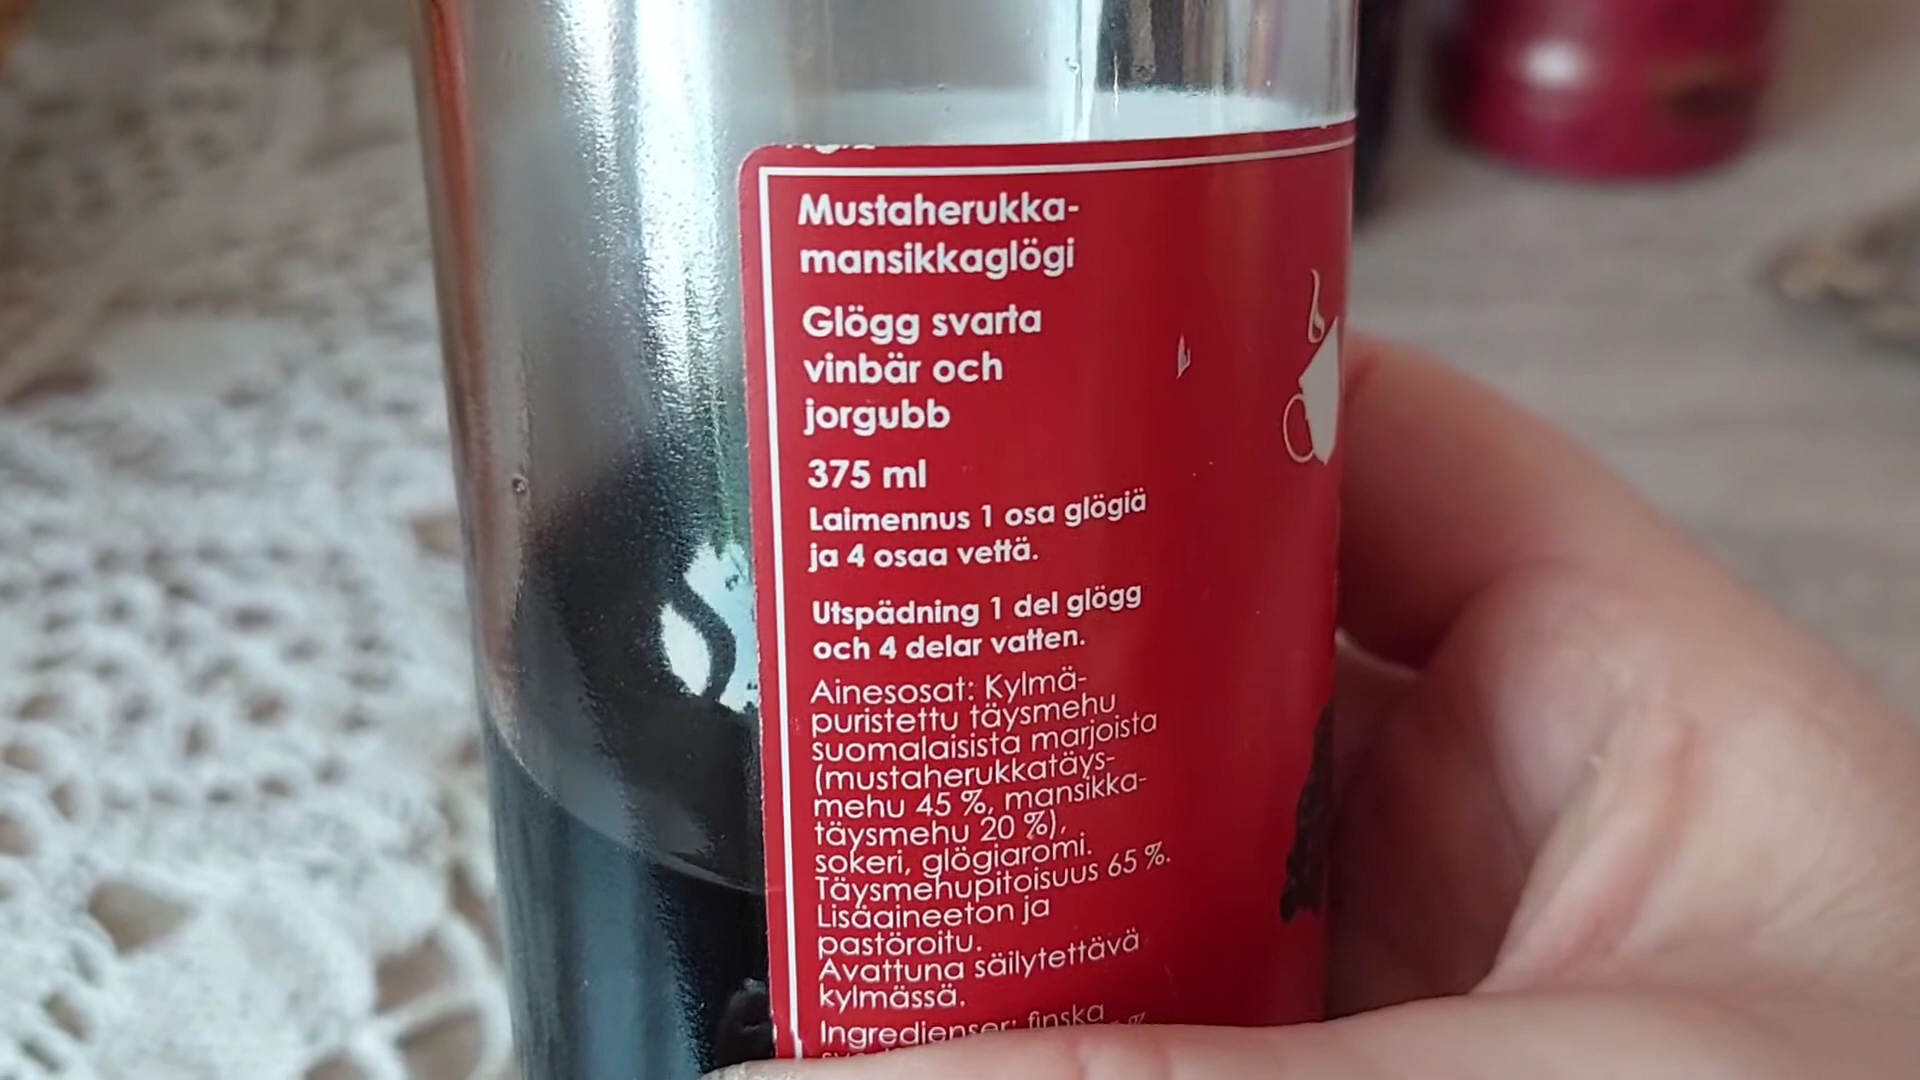 Mustaherukka-
mansikkaglögi
Glögg svarta
vinbär och
jorgubb
375 ml
Laimennus 1 osa glögiä
ja 4 osaa vettä.
Utspädning 1 del glögg
och 4 delar vatten.
Ainesosat: Kylmä-
puristettu täysmehu
suomalaisista marjoista
(mustaherukkatäys-
mehu 45 %, mansikka-
täysmehu 20 %),
sokeri, glögiaromi.
Täysmehupitoisuus 65 %.
Lisäaineeton ja
pastöroitu.
Avattuna säilytettävä
kylmässä.
Ingredienser: finska